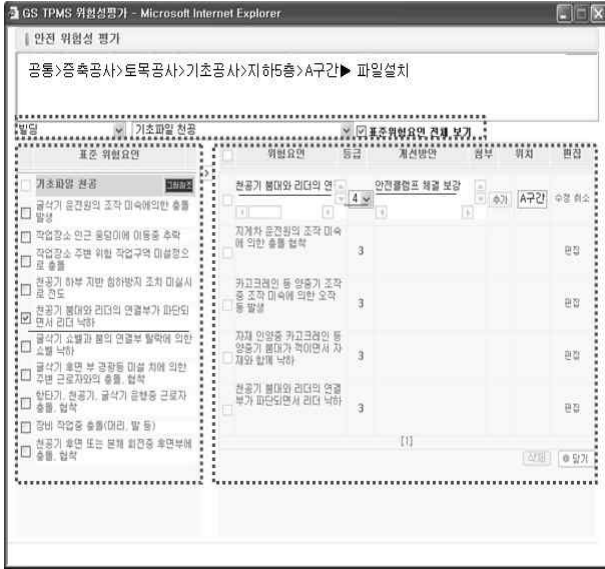 GS TPMS 위험성평가 - Microsoft Internet Explorer
안전 위험성 평가
공통>증축공사>토목공사>기초공사>지하5층>A구간▶ 파일설치
빌딩 기초파일 천공 표준위험요인 전체 보기
표준 위험요인
기초파일 천공
굴삭기 운전원의 조작 미숙에의한 충돌
발생
작업장소 인근 웅덩이에 이동중 추락
작업장소 주변 위험 작업구역 미설정으
로 충돌
천공기 하부 지반 침하방지 조치 미실시
로 전도
천공기 붐대와 리더의 연결부가 파단되
면서 리더 낙하
굴삭기 쇼벨과 붐의 연결부 탈락에 의한
쇼벨 낙하
굴삭기 후면 부 경광등 미설 치에 의한
주변 근로자와의 충돌, 협착
항타기, 천공기, 굴삭기 운행중 근로자
충돌, 협착
장비 작업중 충돌(머리, 발 등)
천공기 후면 또는 본체 회전중 후면부에
충돌, 협착
위험요인 등급 개선방안 첨부 위치 편집
천공기 붐대와 리더의 연 4 안전클램프 체결 보강 추가 A구간 수정 취소
지게차 운전원의 조작 미숙
에 의한 충돌 협착 3 편집
카고크레인 등 양중기 조작
중 조작 미숙에 의한 오작
동 발생 3 편집
자재 인양중 카고크레인 등
양중기 붐대가 꺽이면서 자
재와 함께 낙하 3 편집
천공기 붐대와 리더의 연결
부가 파단되면서 리더 낙하 3 편집
[1]
삭제 닫기